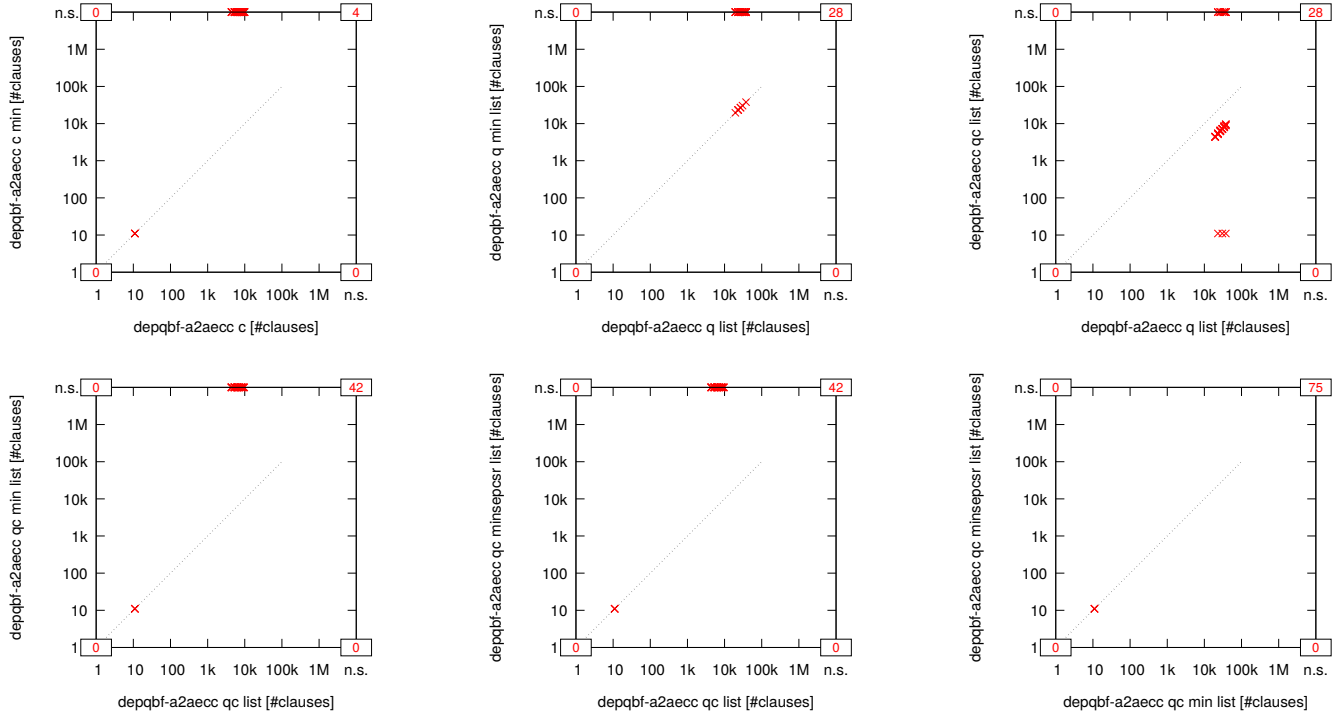 n.s. 0 4
1M
100k
10k
1k
100
10
1 0 0
1 10 100 1k 10k 100k 1M n.s.
depqbf-a2aecc c min [#clauses]
depqbf-a2aecc c [#clauses]
n.s. 0 28
1M
100k
10k
1k
100
10
1 0 0
1 10 100 1k 10k 100k 1M n.s.
depqbf-a2aecc q min list [#clauses]
depqbf-a2aecc q list [#clauses]
n.s. 0 28
1M
100k
10k
1k
100
10
1 0 0
1 10 100 1k 10k 100k 1M n.s.
depqbf-a2aecc qc list [#clauses]
depqbf-a2aecc q list [#clauses]
n.s. 0 42
1M
100k
10k
1k
100
10
1 0 0
1 10 100 1k 10k 100k 1M n.s.
depqbf-a2aecc qc min list [#clauses]
depqbf-a2aecc qc list [#clauses]
n.s. 0 42
1M
100k
10k
1k
100
10
1 0 0
1 10 100 1k 10k 100k 1M n.s.
depqbf-a2aecc qc minsepcsr list [#clauses]
depqbf-a2aecc qc list [#clauses]
n.s. 0 75
1M
100k
10k
1k
100
10
1 0 0
1 10 100 1k 10k 100k 1M n.s.
depqbf-a2aecc qc minsepcsr list [#clauses]
depqbf-a2aecc qc min list [#clauses]